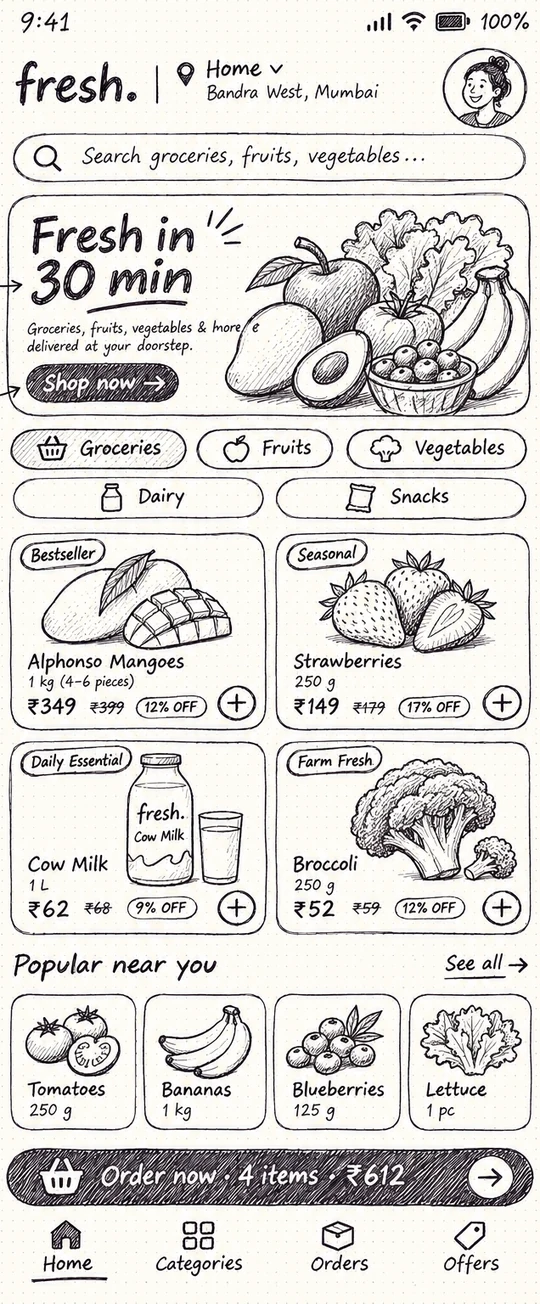 9:41 100%
fresh. Home
Bandra West, Mumbai
Search groceries, fruits, vegetables...
Fresh in
30 min
Groceries, fruits, vegetables & more, e
delivered at your doorstep.
Shop now →
Groceries Fruits Vegetables
Dairy Snacks
Bestseller
Alphonso Mangoes
1 kg (4-6 pieces)
₹349 ₹399 12% OFF +
Seasonal
Strawberries
250 g
₹149 ₹179 17% OFF +
Daily Essential
fresh.
Cow Milk
Cow Milk
1 L
₹62 ₹68 9% OFF +
Farm Fresh
Broccoli
250 g
₹52 ₹59 12% OFF +
Popular near you See all →
Tomatoes
250 g
Bananas
1 kg
Blueberries
125 g
Lettuce
1 pc
Order now · 4 items · ₹612 →
Home Categories Orders Offers